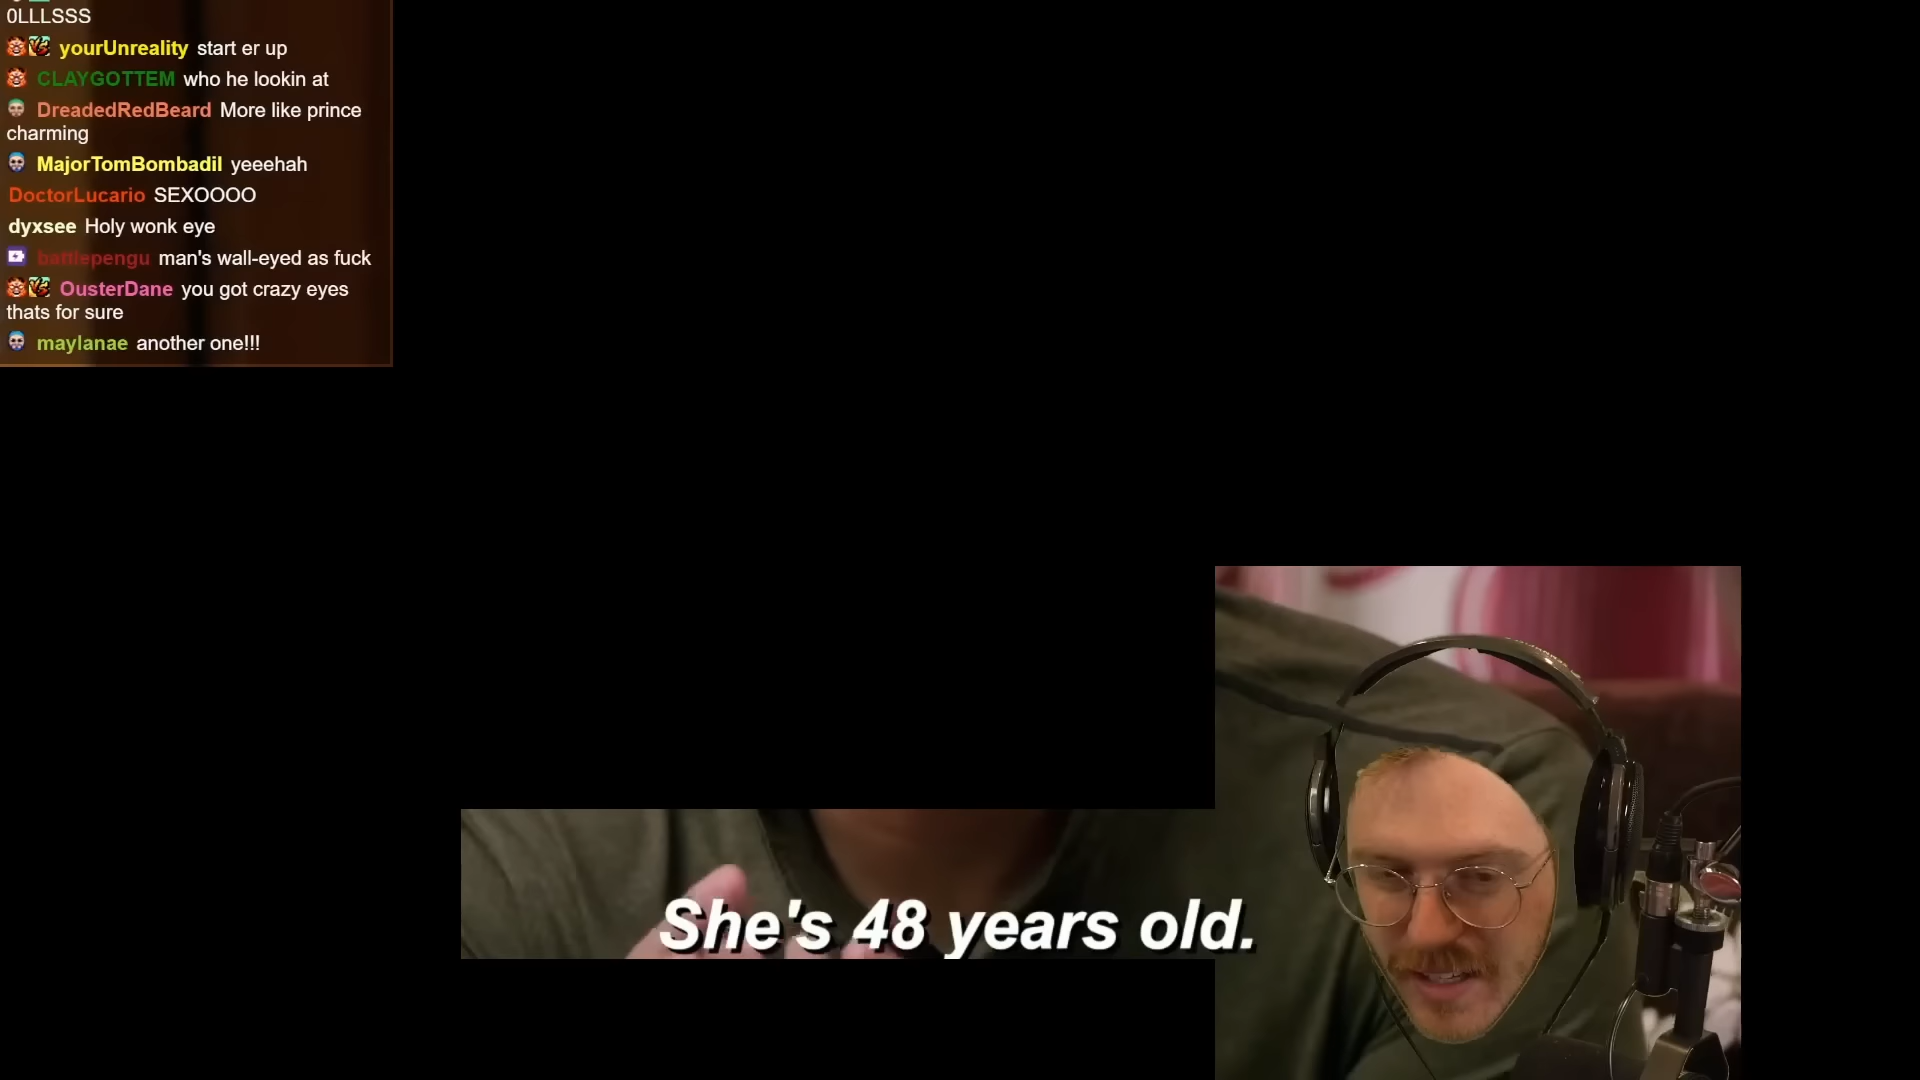 0LLLSSS
yourUnreality start er up
CLAYGOTTEM who he lookin at
DreadedRedBeard More like prince
charming
MajorTomBombadil yeeehah
DoctorLucario SEXOOOO
dyxsee Holy wonk eye
battlepengu man's wall-eyed as fuck
OusterDane you got crazy eyes
thats for sure
maylanae another one!!!
She's 48 years old.